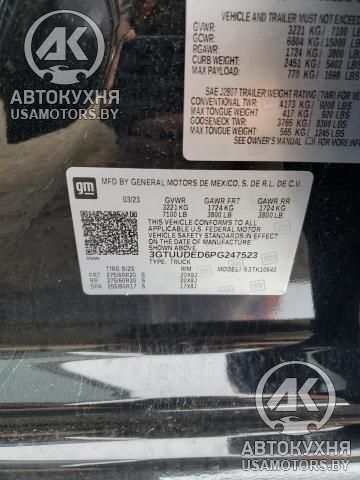 VEHICLE AND TRAILER MUST NOT EXCEED
GVWR: 3221 KG / 7100 LB
GCWR: 6804 KG / 15000 LB
RGAWR: 1724 KG / 3800 LB
CURB WEIGHT: 2451 KG / 5402 LBS
MAX PAYLOAD: 770 KG / 1698 LBS
SAE J2807 TRAILER WEIGHT RATING (TWR) FOR
CONVENTIONAL TWR: 4173 KG / 9200 LBS
MAX TONGUE WEIGHT: 417 KG / 920 LBS
GOOSENECK TWR: 3765 KG / 8300 LBS
MAX TONGUE WEIGHT: 565 KG / 1245 LBS
SEE OWNER'S MANUAL FOR
AK
АВТОКУХНЯ
USAMOTORS.BY
gm
MFD BY GENERAL MOTORS DE MEXICO, S. DE R.L. DE C.V.
03/23 GVWR GAWR FRT GAWR RR
3221 KG 1724 KG 1724 KG
7100 LB 3800 LB 3800 LB
THIS VEHICLE CONFORMS TO ALL
APPLICABLE U.S. FEDERAL MOTOR
VEHICLE SAFETY STANDARDS IN
EFFECT ON THE DATE OF MANUFACTURE
SHOWN ABOVE.
3GTUUDED6PG247523
TYPE: TRUCK
TIRE SIZE RIM MODEL: 63TK10543
FRT 275/60R20 20X9J
RR 275/60R20 20X9J
SPA 255/80R17 17X8J
AK
АВТОКУХНЯ
USAMOTORS.BY
AK
АВТОКУХНЯ
USAMOTORS.BY